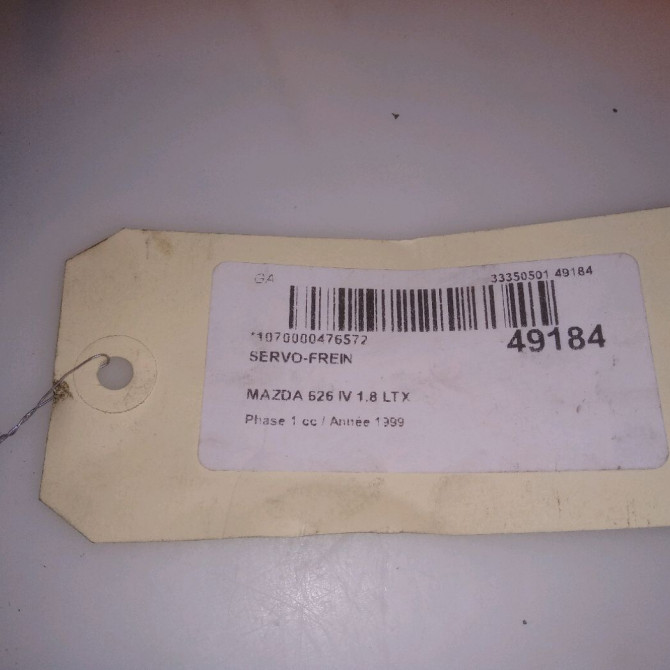 GA 33350501 49184
*1070000476572 49184
SERVO-FREIN
MAZDA 626 IV 1.8 LTX
Phase 1 cc / Année 1999